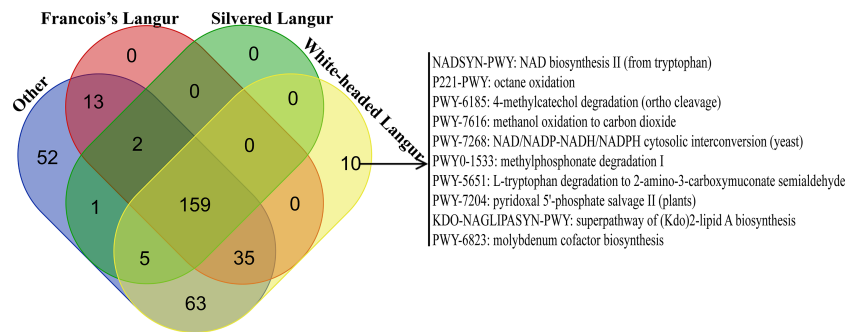 Francois's Langur
Silvered Langur
White-headed Langur
Other
0
0
13
0
0
2
0
52
10
1
159
0
5
35
63
NADSYN-PWY: NAD biosynthesis II (from tryptophan)
P221-PWY: octane oxidation
PWY-6185: 4-methylcatechol degradation (ortho cleavage)
PWY-7616: methanol oxidation to carbon dioxide
PWY-7268: NAD/NADP-NADH/NADPH cytosolic interconversion (yeast)
PWY0-1533: methylphosphonate degradation I
PWY-5651: L-tryptophan degradation to 2-amino-3-carboxymuconate semialdehyde
PWY-7204: pyridoxal 5'-phosphate salvage II (plants)
KDO-NAGLIPASYN-PWY: superpathway of (Kdo)2-lipid A biosynthesis
PWY-6823: molybdenum cofactor biosynthesis